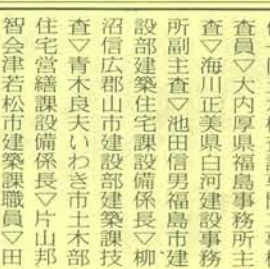 査員▽大内厚県福島事務所主
査▽海川正美県白河建設事務
所副主査▽池田信男福島市建
設部建築住宅課設備係長▽柳
沼信広郡山市建設部建築課技
査▽青木良夫いわき市土木部
住宅営繕課設備係長▽片山邦
智会津若松市建築課職員▽田